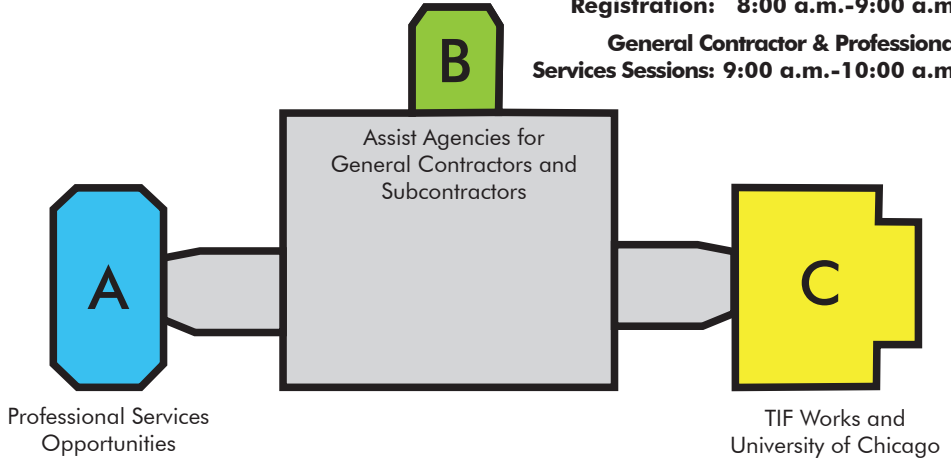 Registration: 8:00 a.m.-9:00 a.m
General Contractor & Professiona
Services Sessions: 9:00 a.m.-10:00 a.m
B
Assist Agencies for
General Contractors and
Subcontractors
A
C
Professional Services
Opportunities
TIF Works and
University of Chicago